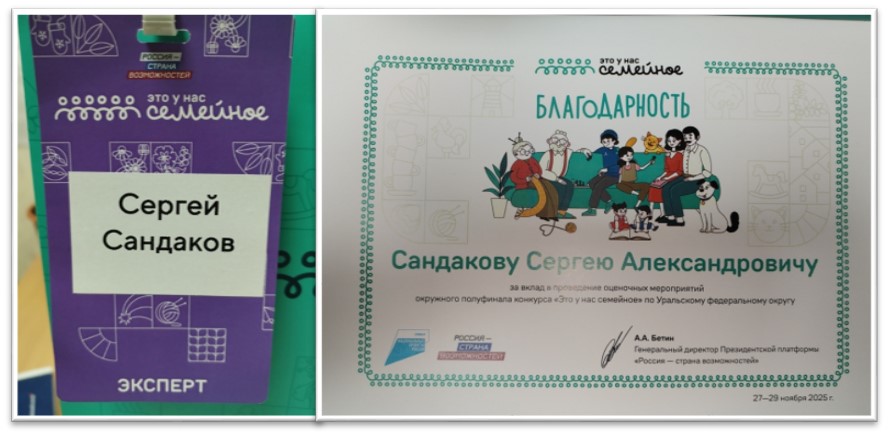 РОССИЯ —
СТРАНА
ВОЗМОЖНОСТЕЙ
это у нас
семейное
Сергей
Сандаков
ЭКСПЕРТ
это у нас
семейное
БЛАГОДАРНОСТЬ
Сандакову Сергею Александровичу
за вклад в проведение оценочных мероприятий
окружного полуфинала конкурса «Это у нас семейное» по Уральскому федеральному округу
РОССИЯ —
СТРАНА
ВОЗМОЖНОСТЕЙ
А.А. Бетин
Генеральный директор Президентской платформы
«Россия — страна возможностей»
27—29 ноября 2025 г.